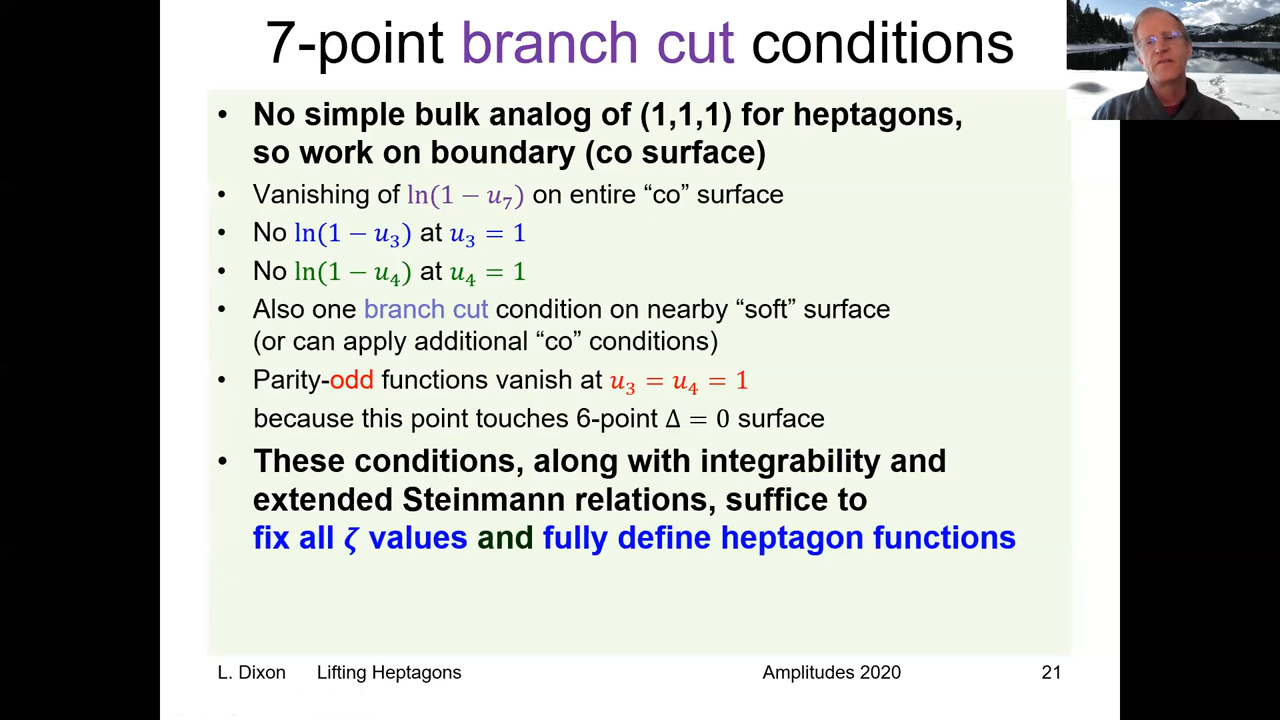 7-point branch cut conditions
• No simple bulk analog of (1,1,1) for heptagons,
so work on boundary (co surface)
• Vanishing of ln(1 − u₇) on entire “co” surface
• No ln(1 − u₃) at u₃ = 1
• No ln(1 − u₄) at u₄ = 1
• Also one branch cut condition on nearby “soft” surface
(or can apply additional “co” conditions)
• Parity-odd functions vanish at u₃ = u₄ = 1
because this point touches 6-point Δ = 0 surface
• These conditions, along with integrability and
extended Steinmann relations, suffice to
fix all ζ values and fully define heptagon functions
L. Dixon Lifting Heptagons Amplitudes 2020 21